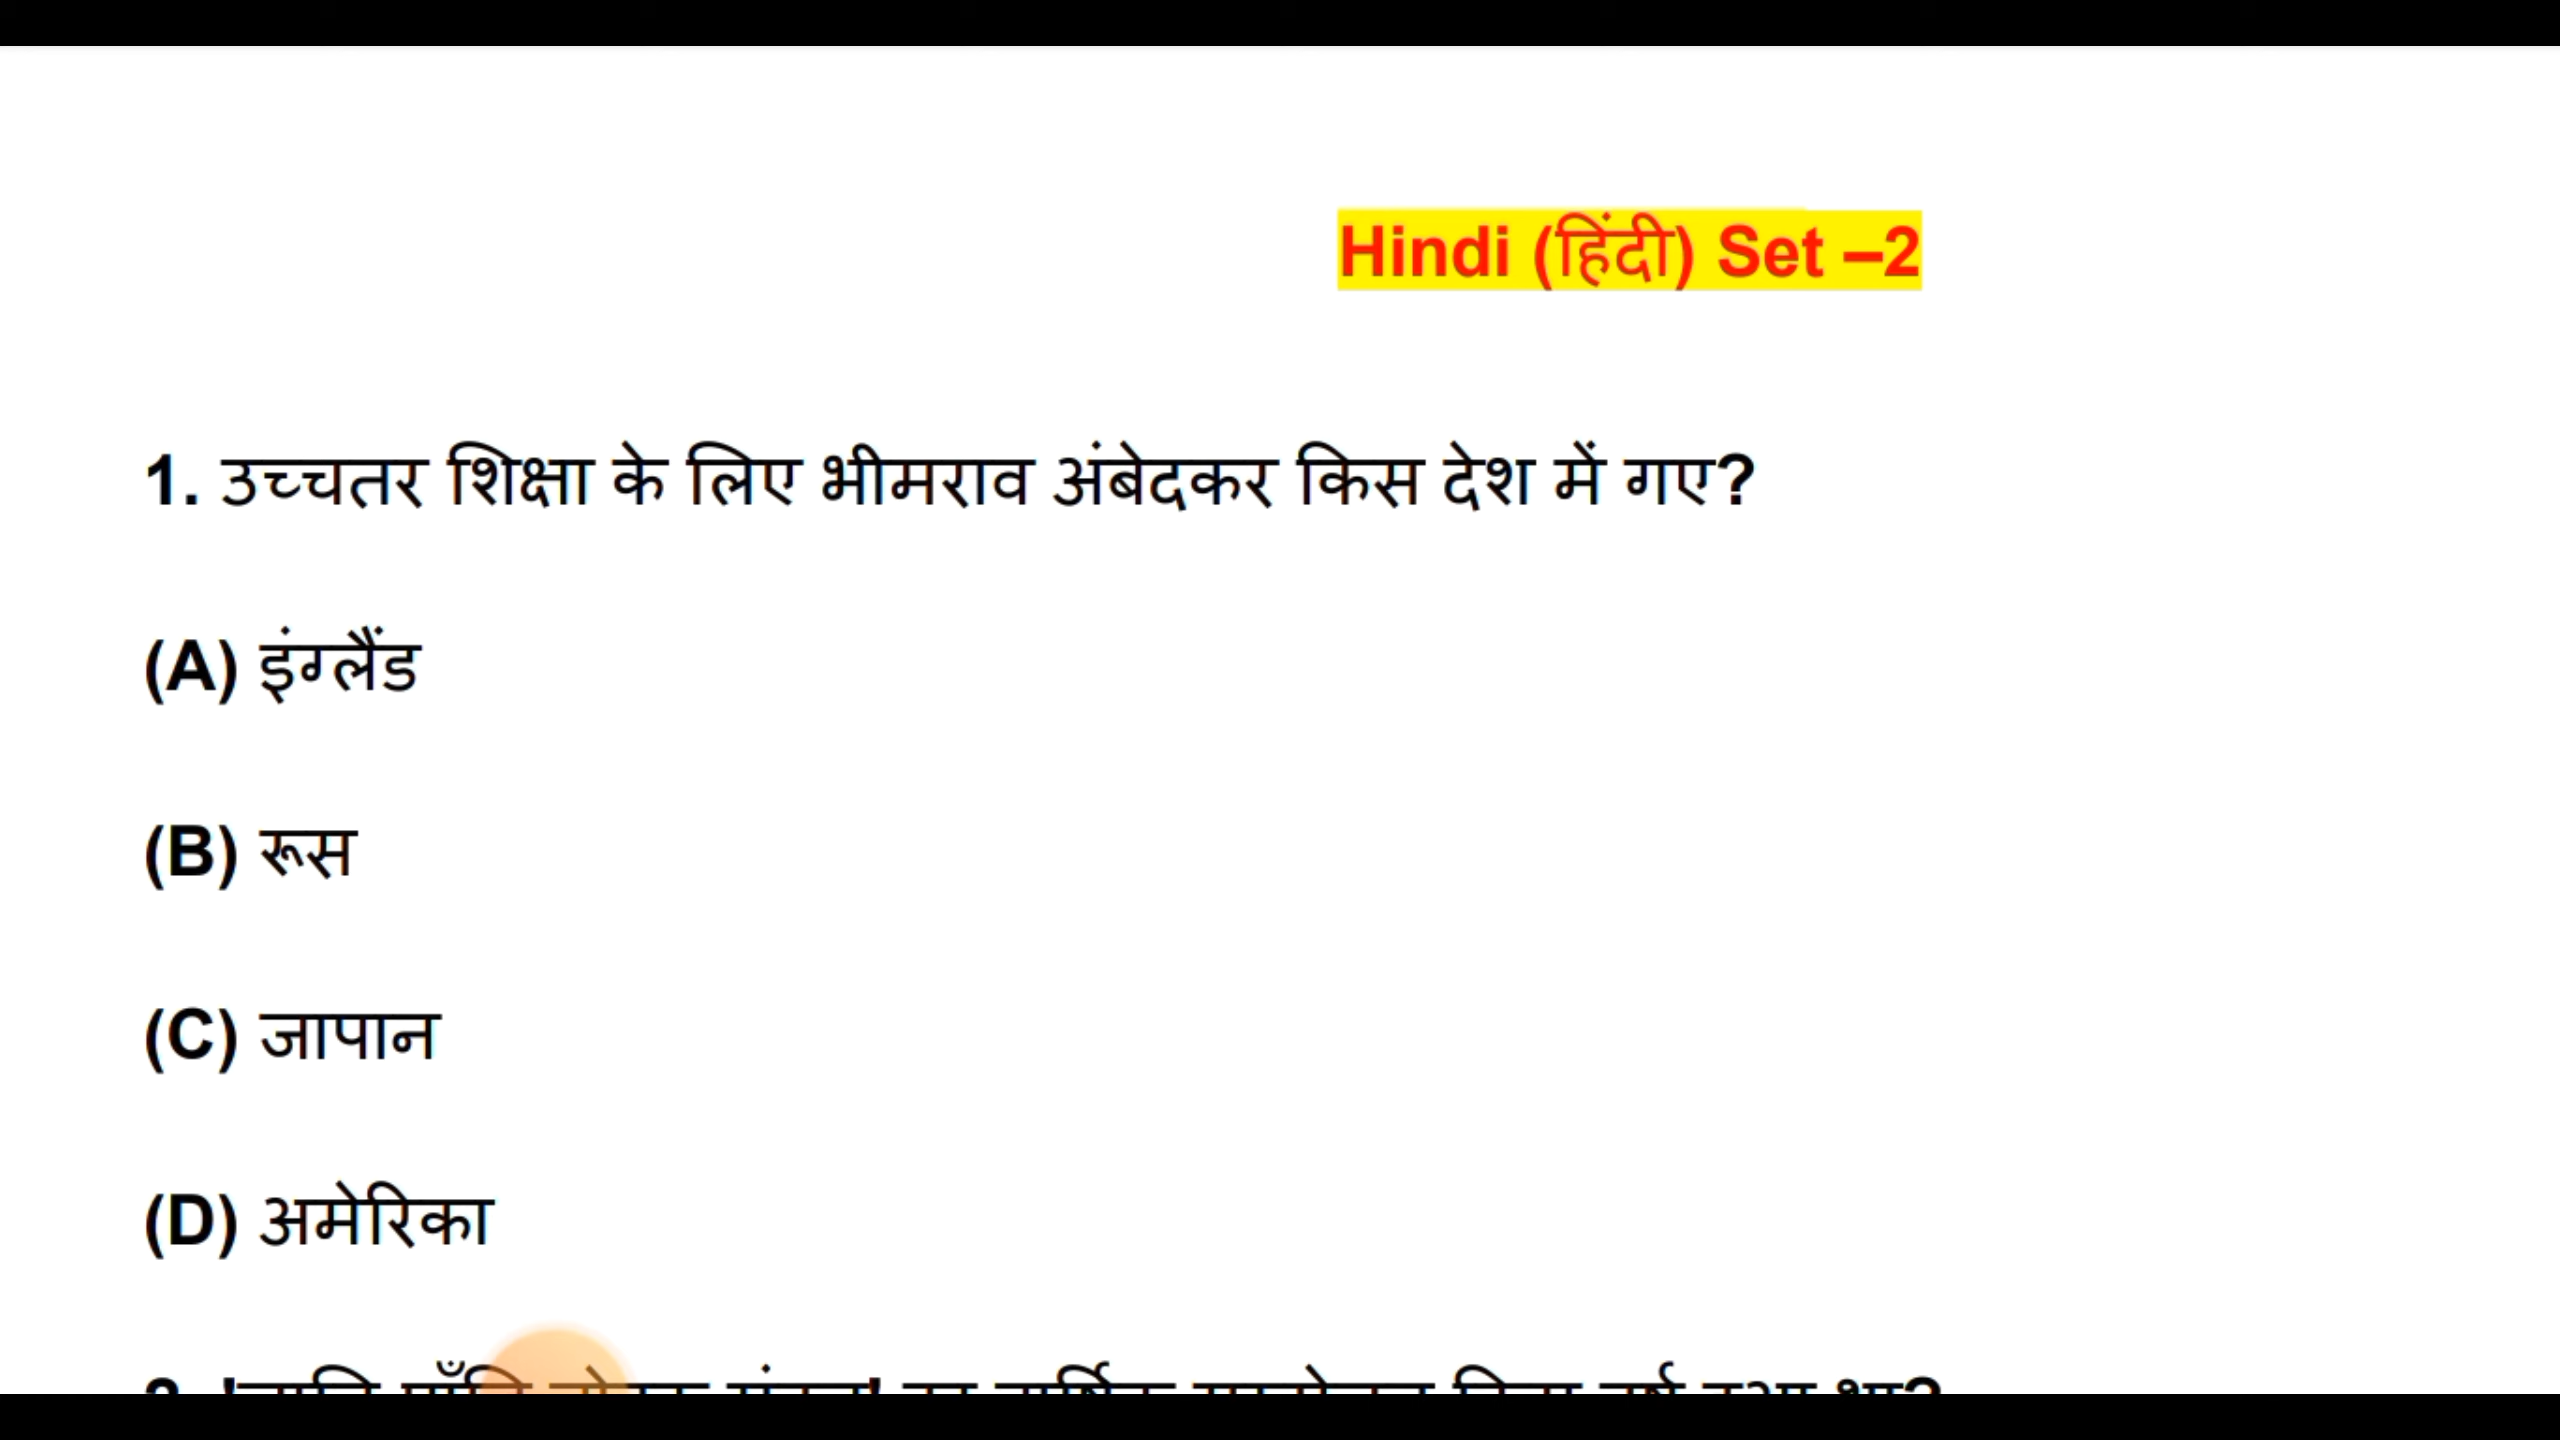 Hindi (हिंदी) Set –2
1. उच्चतर शिक्षा के लिए भीमराव अंबेदकर किस देश में गए?
(A) इंग्लैंड
(B) रूस
(C) जापान
(D) अमेरिका